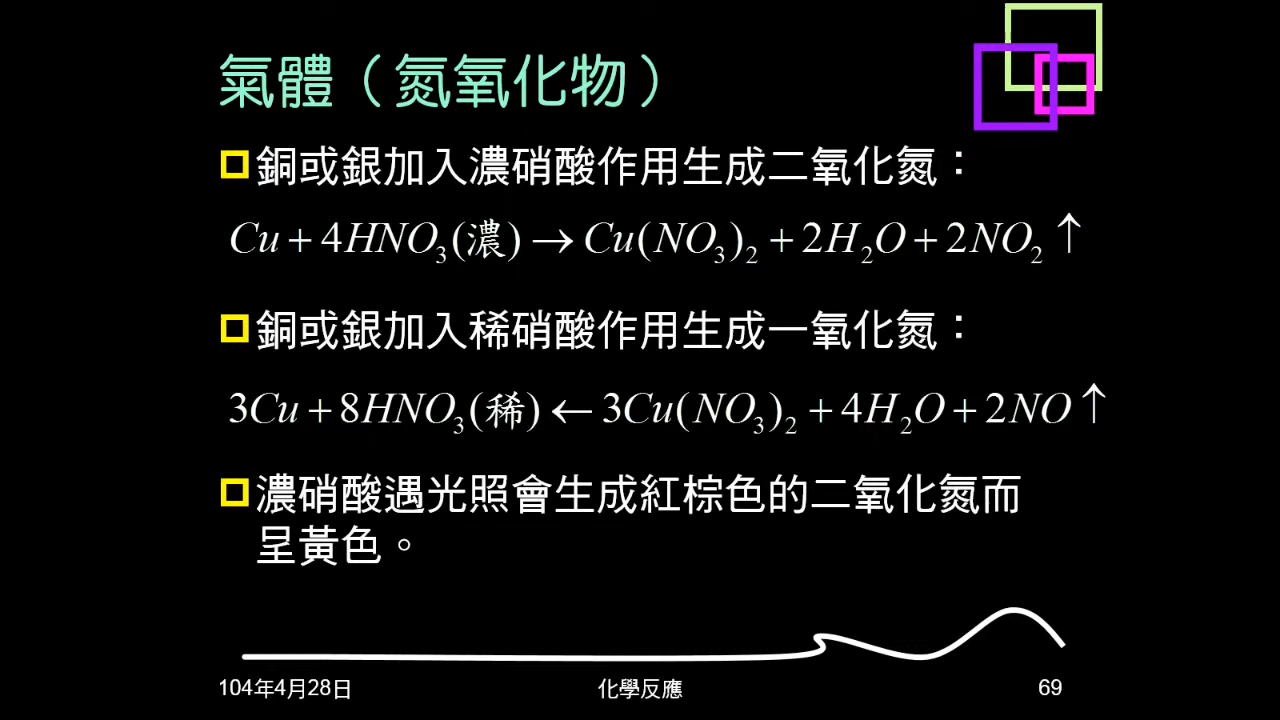 氣體（氮氧化物）
銅或銀加入濃硝酸作用生成二氧化氮：
Cu + 4HNO₃(濃) → Cu(NO₃)₂ + 2H₂O + 2NO₂ ↑
銅或銀加入稀硝酸作用生成一氧化氮：
3Cu + 8HNO₃(稀) ← 3Cu(NO₃)₂ + 4H₂O + 2NO ↑
濃硝酸遇光照會生成紅棕色的二氧化氮而
呈黃色。
104年4月28日
化學反應
69